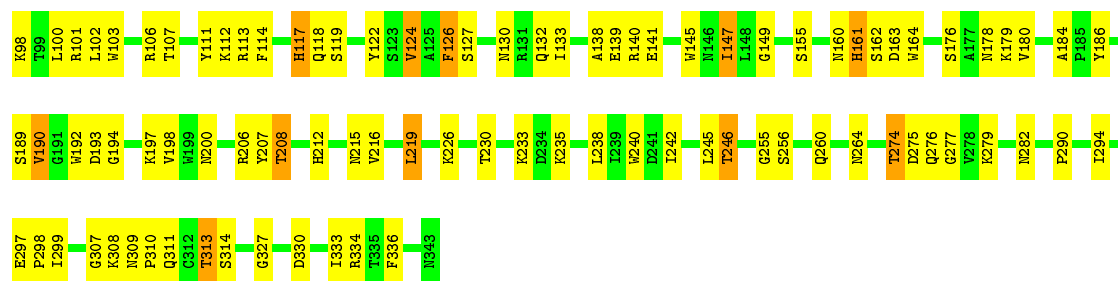 K98 T99 L100 R101 L102 W103 R106 T107 Y111 K112 R113 F114 H117 Q118 S119 Y122 S123 V124 A125 F126 S127 N130 R131 Q132 I133 A138 E139 R140 E141 W145 N146 I147 L148 G149 S155 N160 H161 S162 D163 W164 S176 A177 N178 K179 V180 A184 P185 Y186
S189 V190 G191 W192 D193 G194 K197 V198 W199 N200 R206 Y207 T208 H212 N215 V216 L219 K226 T230 K233 D234 K235 L238 I239 W240 D241 I242 L245 T246 G255 S256 Q260 N264 T274 D275 Q276 G277 V278 K279 N282 P290 I294
E297 P298 I299 G307 K308 N309 P310 Q311 C312 T313 S314 G327 D330 I333 R334 T335 F336 N343